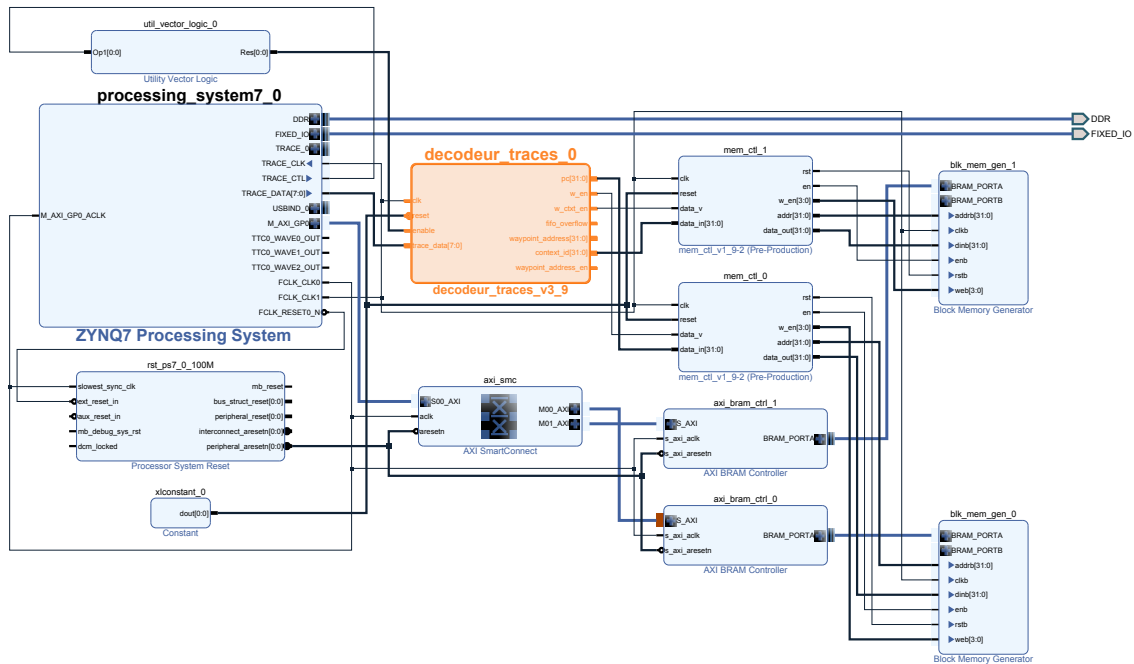 util_vector_logic_0
Op1[0:0]
Res[0:0]
Utility Vector Logic
processing_system7_0
DDR
FIXED_IO
TRACE_0
TRACE_CLK
TRACE_CTL
TRACE_DATA[7:0]
USBIND_0
M_AXI_GP0_ACLK
M_AXI_GP0
TTC0_WAVE0_OUT
TTC0_WAVE1_OUT
TTC0_WAVE2_OUT
FCLK_CLK0
FCLK_CLK1
FCLK_RESET0_N
ZYNQ7 Processing System
rst_ps7_0_100M
slowest_sync_clk
ext_reset_in
aux_reset_in
mb_debug_sys_rst
dcm_locked
mb_reset
bus_struct_reset[0:0]
peripheral_reset[0:0]
interconnect_aresetn[0:0]
peripheral_aresetn[0:0]
Processor System Reset
xlconstant_0
dout[0:0]
Constant
decodeur_traces_0
clk
reset
enable
trace_data[7:0]
pc[31:0]
w_en
w_ctxt_en
fifo_overflow
waypoint_address[31:0]
context_id[31:0]
waypoint_address_en
decodeur_traces_v3_9
axi_smc
S00_AXI
aclk
aresetn
M00_AXI
M01_AXI
AXI SmartConnect
mem_ctl_1
clk
reset
data_v
data_in[31:0]
rst
en
w_en[3:0]
addr[31:0]
data_out[31:0]
mem_ctl_v1_9-2 (Pre-Production)
mem_ctl_0
clk
reset
data_v
data_in[31:0]
rst
en
w_en[3:0]
addr[31:0]
data_out[31:0]
mem_ctl_v1_9-2 (Pre-Production)
axi_bram_ctrl_1
S_AXI
s_axi_aclk
s_axi_aresetn
BRAM_PORTA
AXI BRAM Controller
axi_bram_ctrl_0
S_AXI
s_axi_aclk
s_axi_aresetn
BRAM_PORTA
AXI BRAM Controller
DDR
FIXED_IO
blk_mem_gen_1
BRAM_PORTA
BRAM_PORTB
addrb[31:0]
clkb
dinb[31:0]
enb
rstb
web[3:0]
Block Memory Generator
blk_mem_gen_0
BRAM_PORTA
BRAM_PORTB
addrb[31:0]
clkb
dinb[31:0]
enb
rstb
web[3:0]
Block Memory Generator